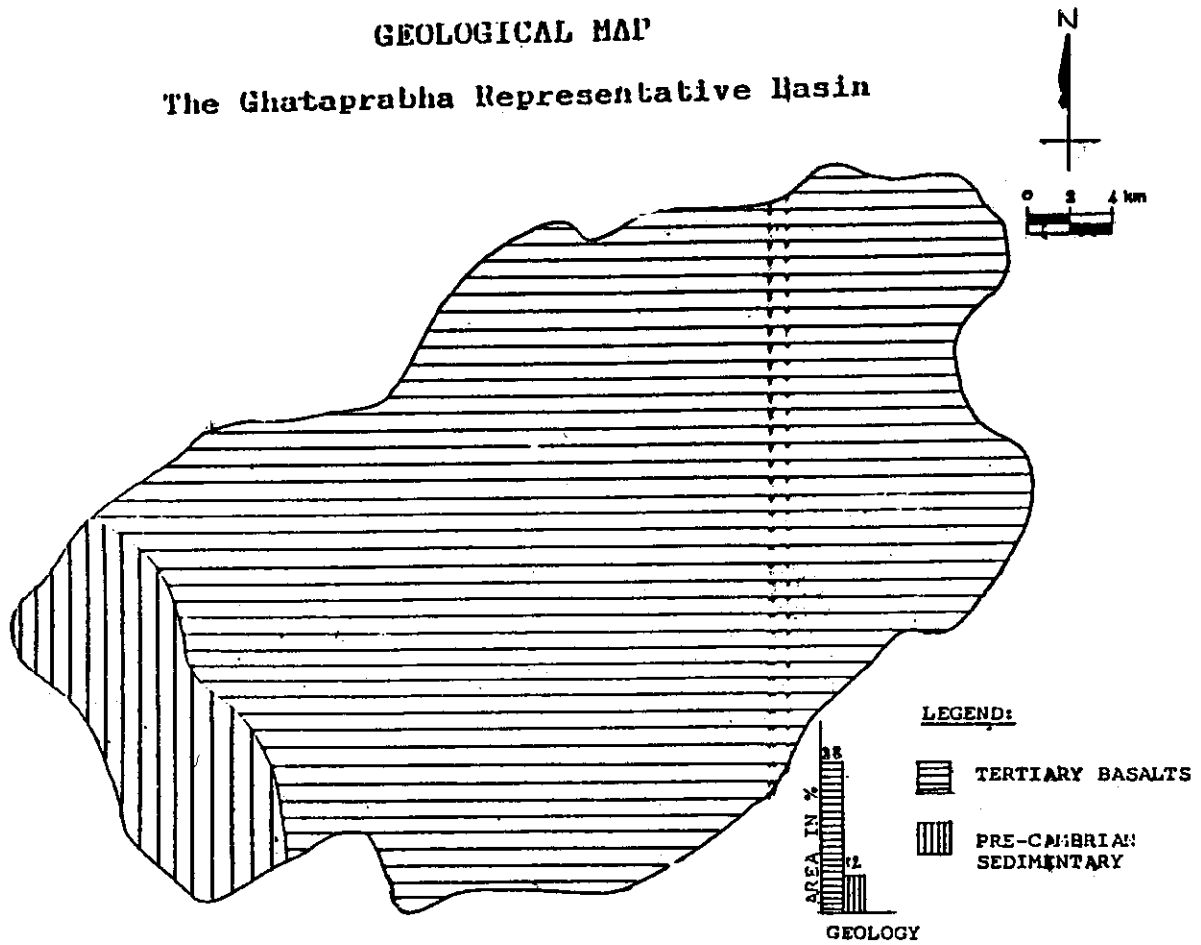 GEOLOGICAL MAP
The Ghataprabha Representative Basin
N
0 2 4 km
LEGEND:
TERTIARY BASALTS
PRE-CAMBRIAN
SEDIMENTARY
AREA IN %
12
GEOLOGY